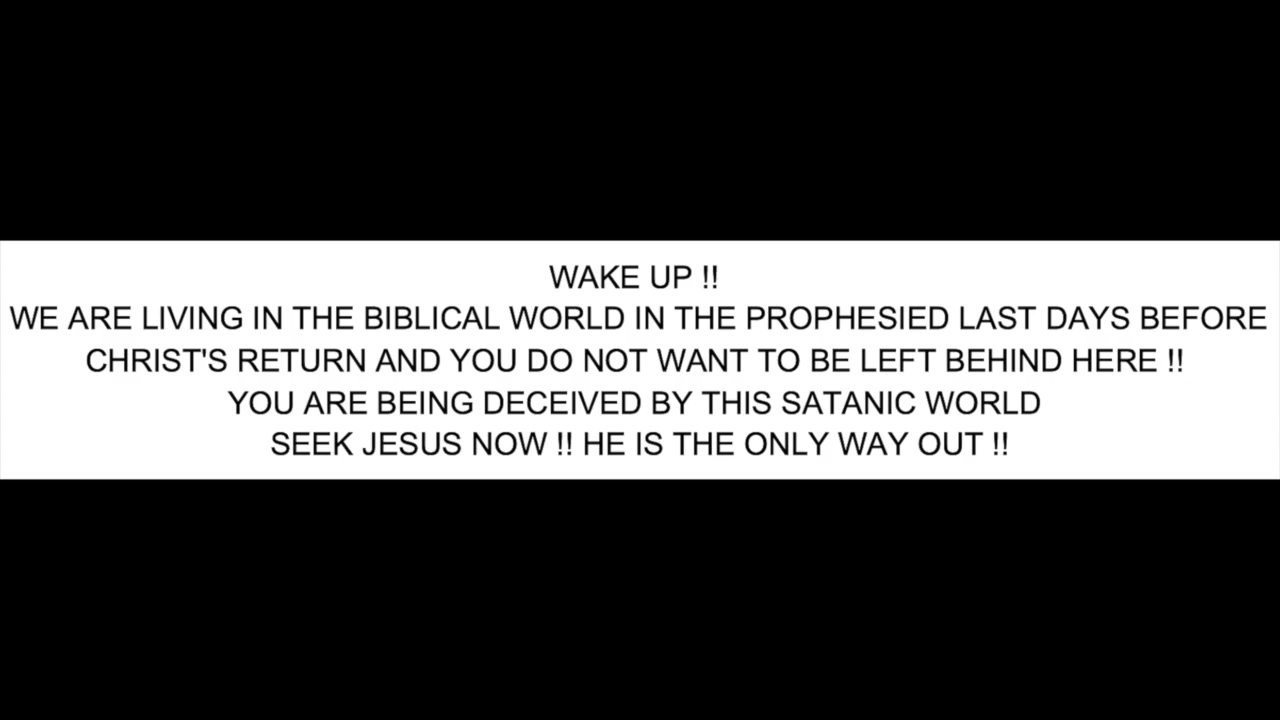 WAKE UP !!
WE ARE LIVING IN THE BIBLICAL WORLD IN THE PROPHESIED LAST DAYS BEFORE
CHRIST'S RETURN AND YOU DO NOT WANT TO BE LEFT BEHIND HERE !!
YOU ARE BEING DECEIVED BY THIS SATANIC WORLD
SEEK JESUS NOW !! HE IS THE ONLY WAY OUT !!